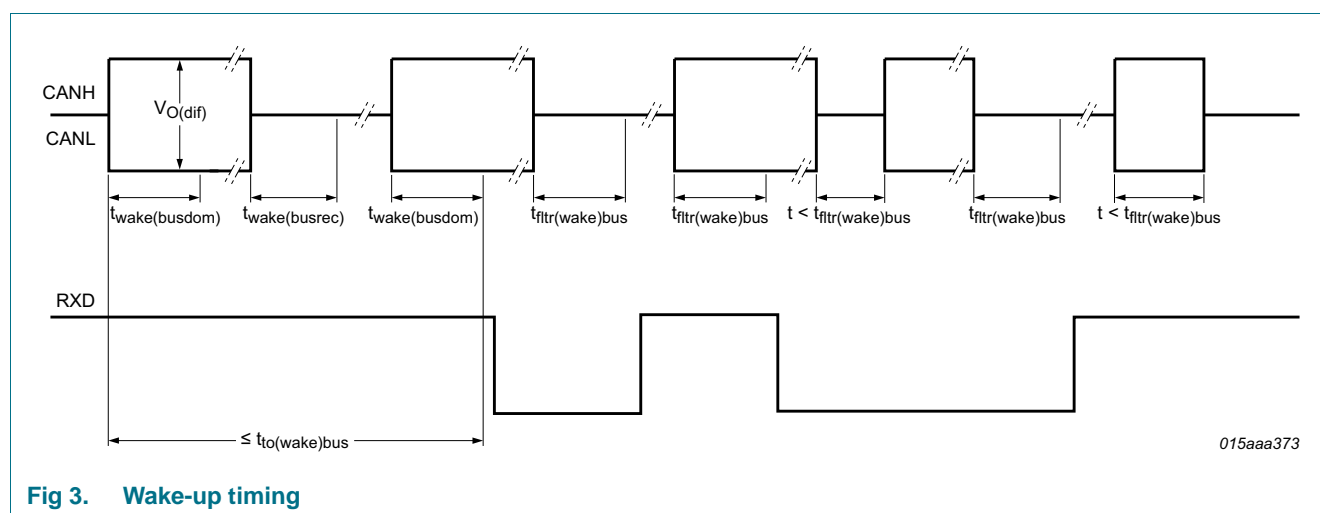 CANH
CANL
VO(dif)
twake(busdom)
twake(busrec)
twake(busdom)
tfltr(wake)bus
tfltr(wake)bus
t < tfltr(wake)bus
tfltr(wake)bus
t < tfltr(wake)bus
RXD
≤ tto(wake)bus
015aaa373
Fig 3. Wake-up timing